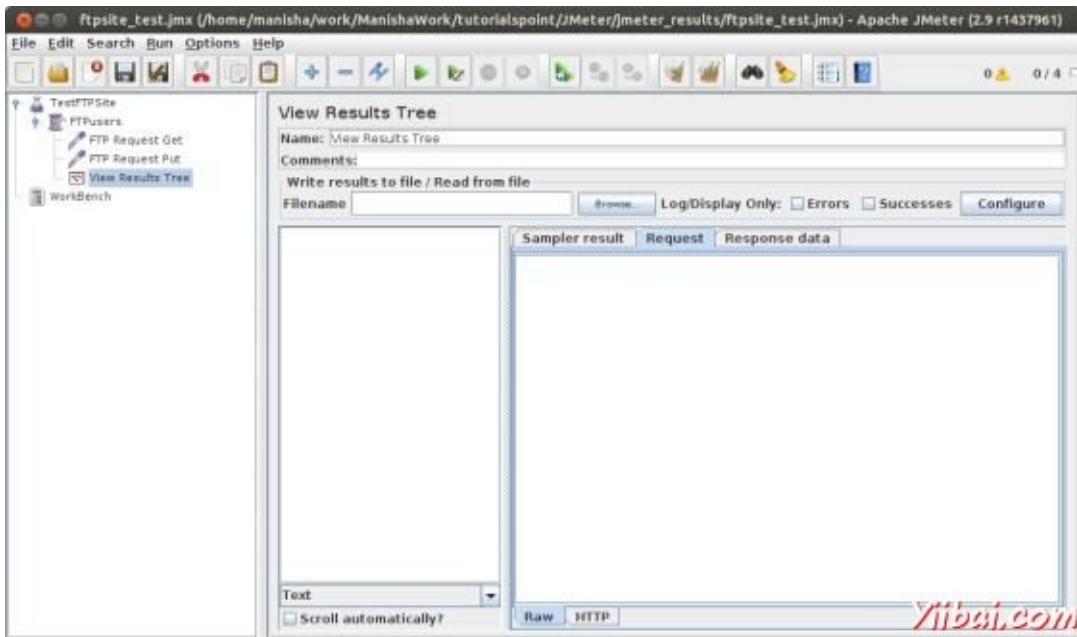 ftpsite_test.jmx (/home/manisha/work/ManishaWork/tutorialspoint/JMeter/jmeter_results/ftpsite_test.jmx) - Apache JMeter (2.9 r1437961)
File Edit Search Run Options Help
0 0 / 4
TestFTPSite
FTPusers
FTP Request Get
FTP Request Put
View Results Tree
WorkBench
View Results Tree
Name: View Results Tree
Comments:
Write results to file / Read from file
Filename Browse... Log/Display Only: Errors Successes Configure
Sampler result Request Response data
Text
Scroll automatically?
Raw HTTP
Yiibai.com